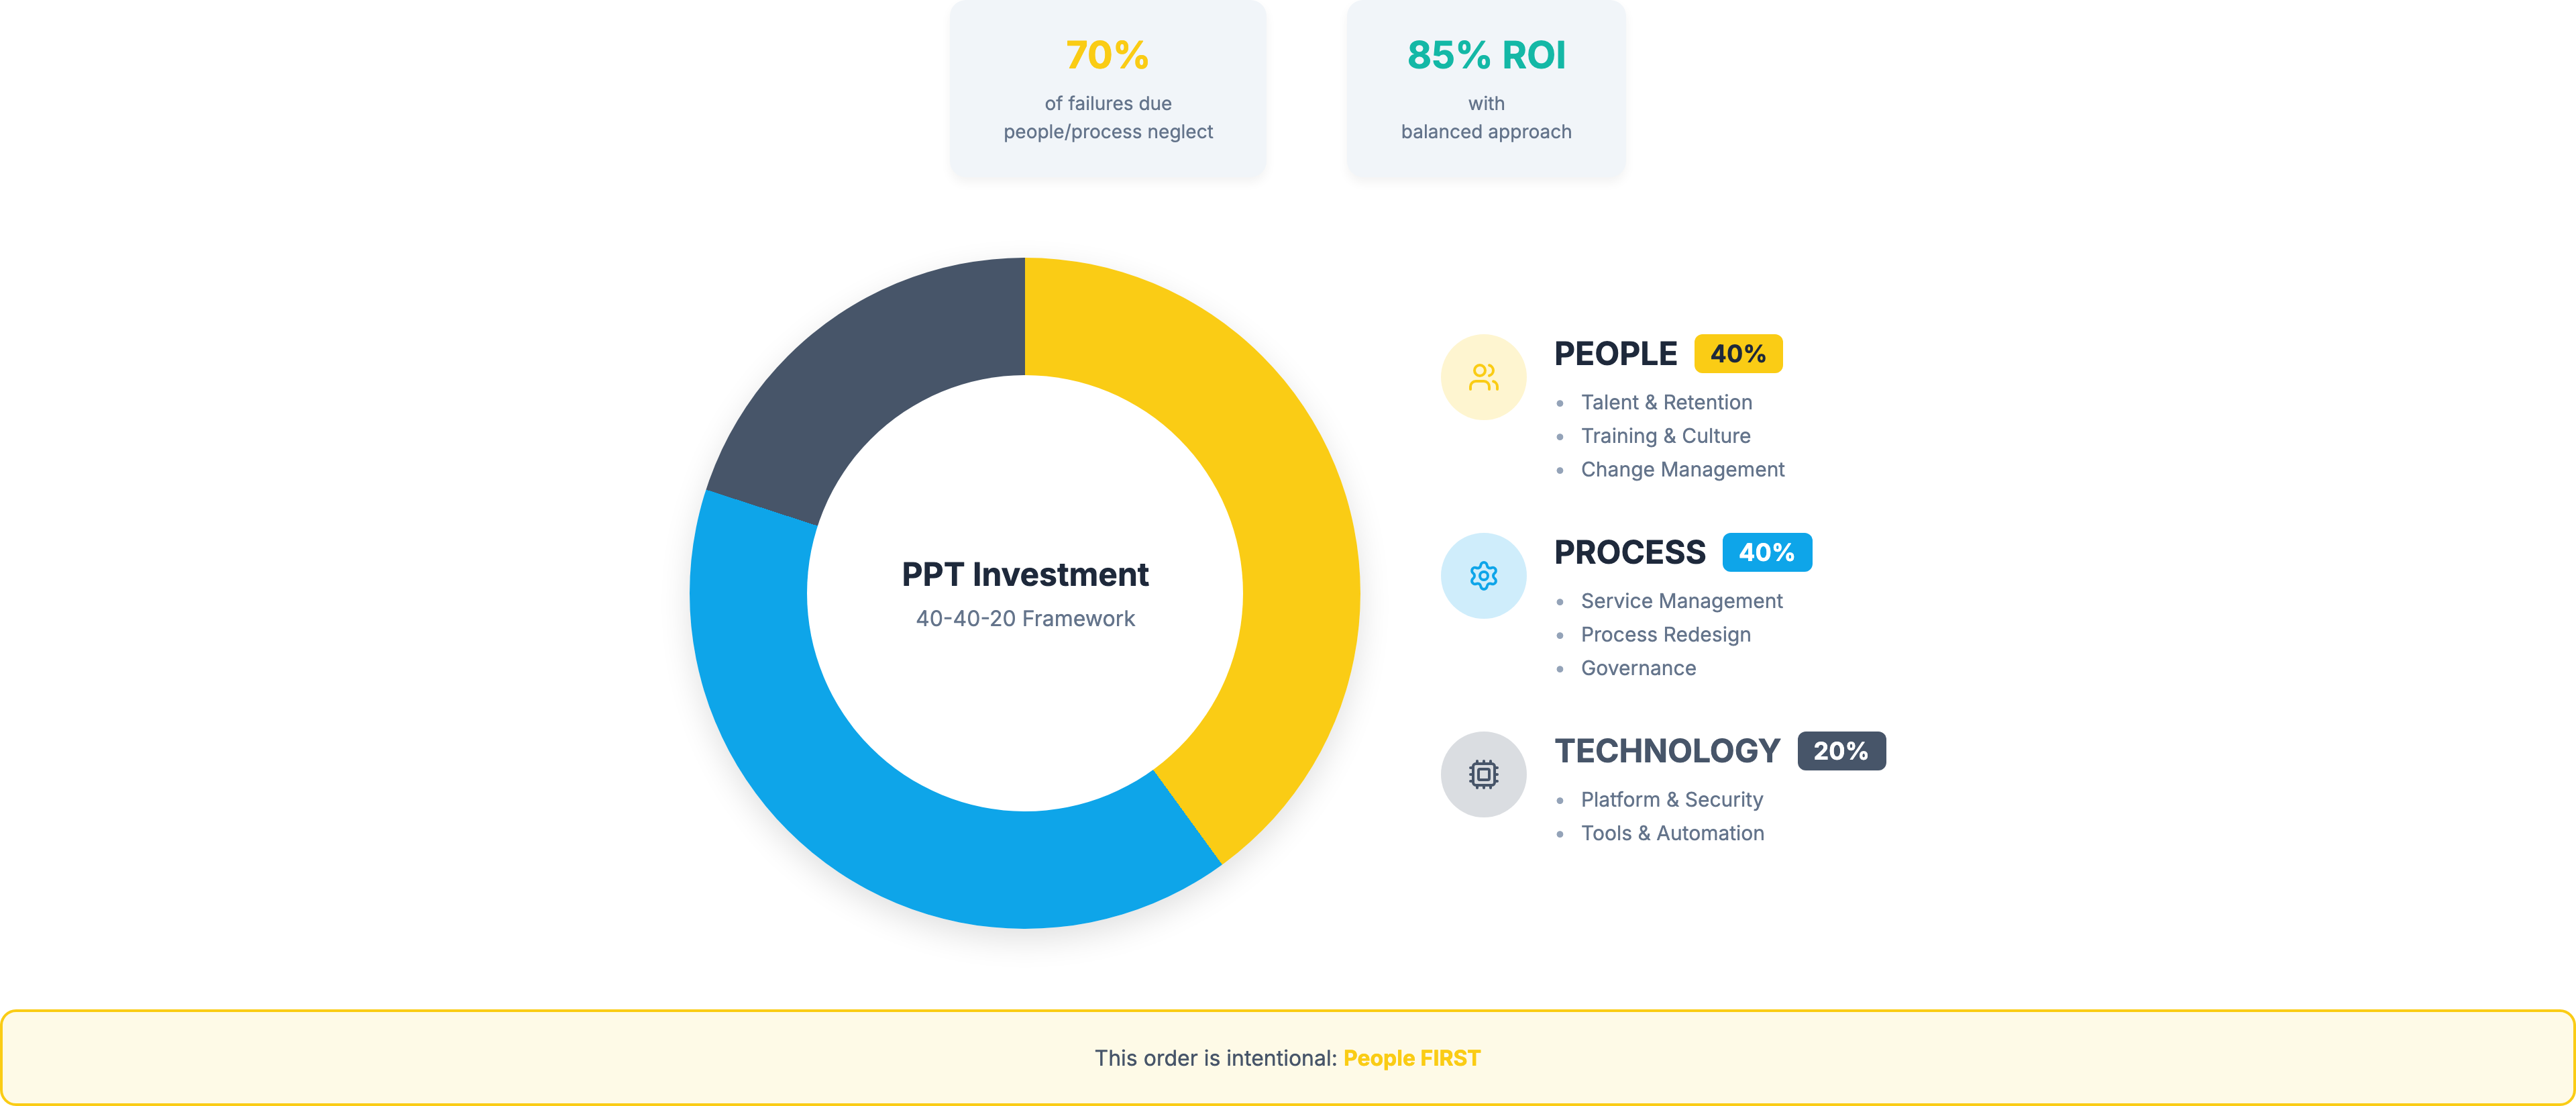 70%
of failures due
people/process neglect
85% ROI
with
balanced approach
PPT Investment
40-40-20 Framework
PEOPLE 40%
• Talent & Retention
• Training & Culture
• Change Management
PROCESS 40%
• Service Management
• Process Redesign
• Governance
TECHNOLOGY 20%
• Platform & Security
• Tools & Automation
This order is intentional: People FIRST